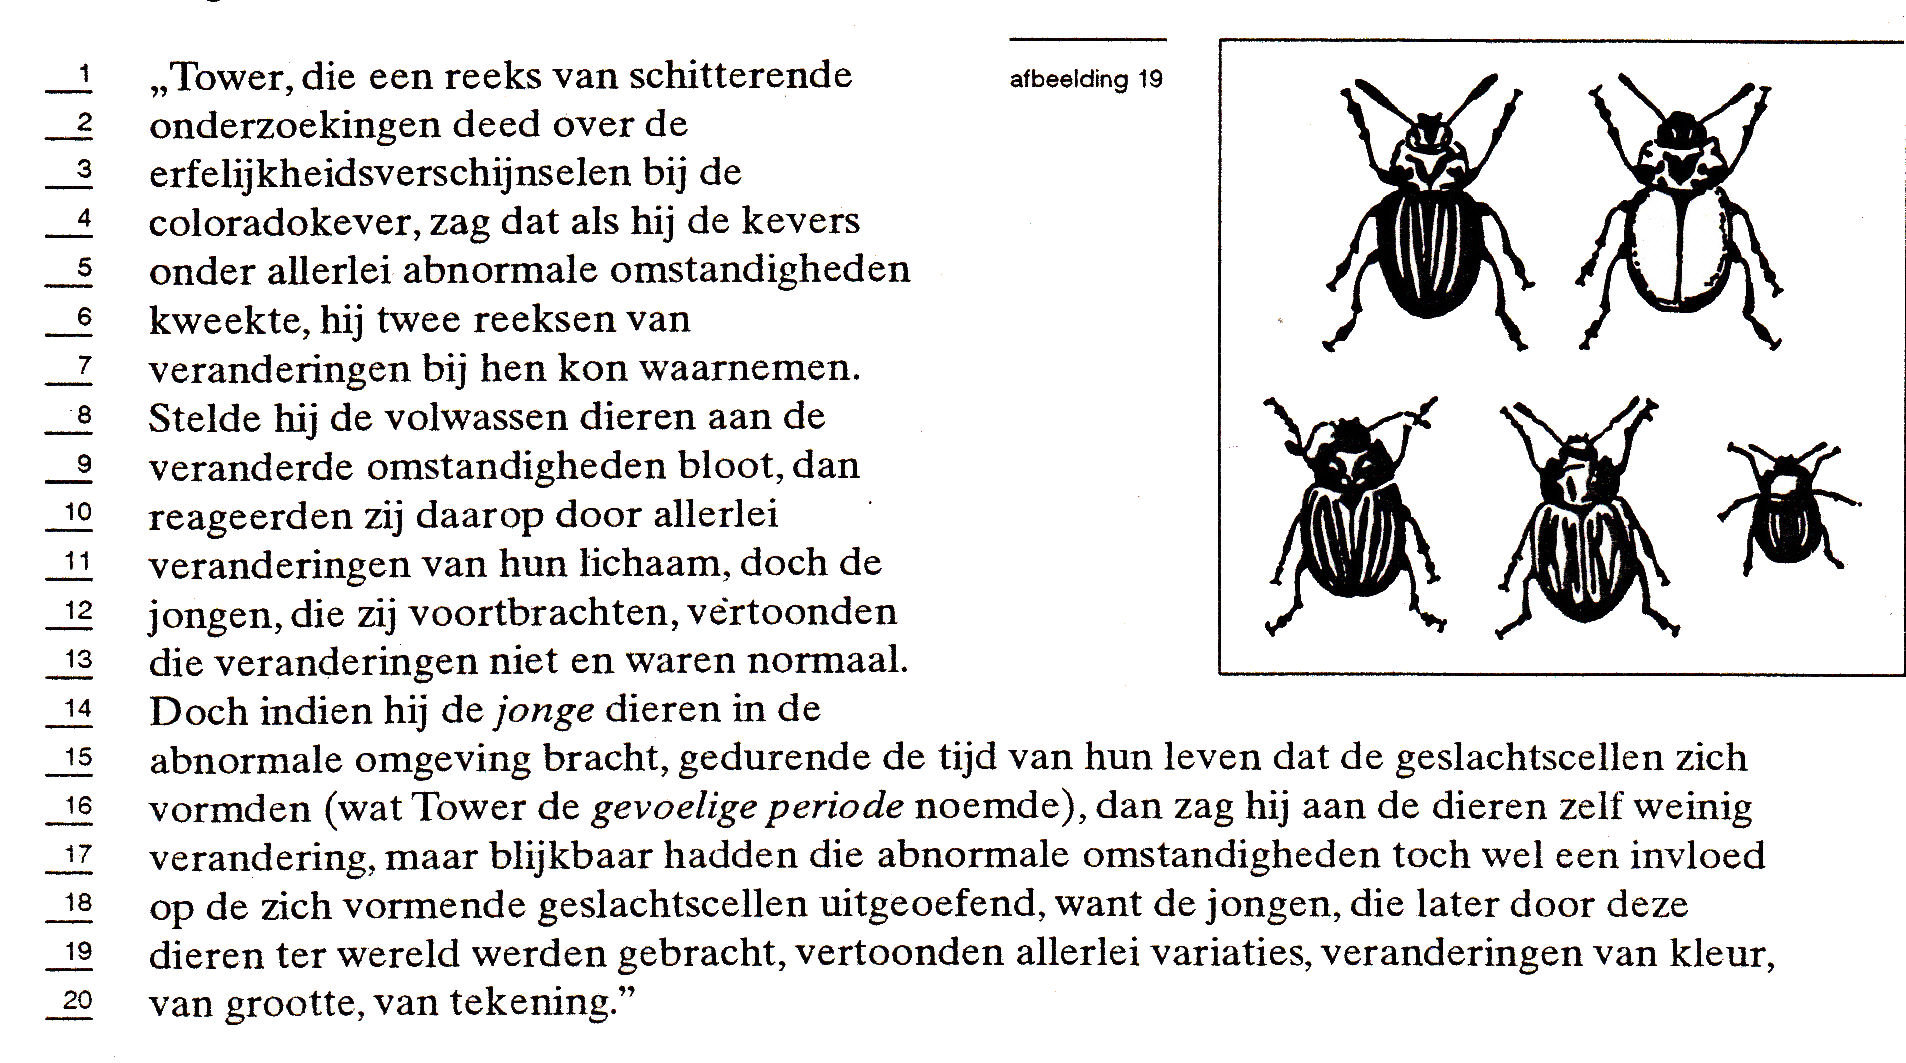 1 „Tower, die een reeks van schitterende
afbeelding 19
2 onderzoekingen deed over de
3 erfelijkheidsverschijnselen bij de
4 coloradokever, zag dat als hij de kevers
5 onder allerlei abnormale omstandigheden
6 kweekte, hij twee reeksen van
7 veranderingen bij hen kon waarnemen.
8 Stelde hij de volwassen dieren aan de
9 veranderde omstandigheden bloot, dan
10 reageerden zij daarop door allerlei
11 veranderingen van hun lichaam, doch de
12 jongen, die zij voortbrachten, vertoonden
13 die veranderingen niet en waren normaal.
14 Doch indien hij de jonge dieren in de
15 abnormale omgeving bracht, gedurende de tijd van hun leven dat de geslachtscellen zich
16 vormden (wat Tower de gevoelige periode noemde), dan zag hij aan de dieren zelf weinig
17 verandering, maar blijkbaar hadden die abnormale omstandigheden toch wel een invloed
18 op de zich vormende geslachtscellen uitgeoefend, want de jongen, die later door deze
19 dieren ter wereld werden gebracht, vertoonden allerlei variaties, veranderingen van kleur,
20 van grootte, van tekening.”